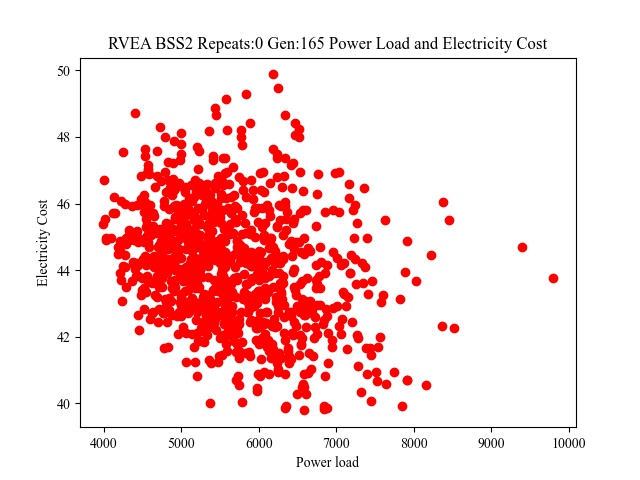 RVEA BSS2 Repeats:0 Gen:165 Power Load and Electricity Cost
50
48
46
44
42
40
Electricity Cost
4000 5000 6000 7000 8000 9000 10000
Power load